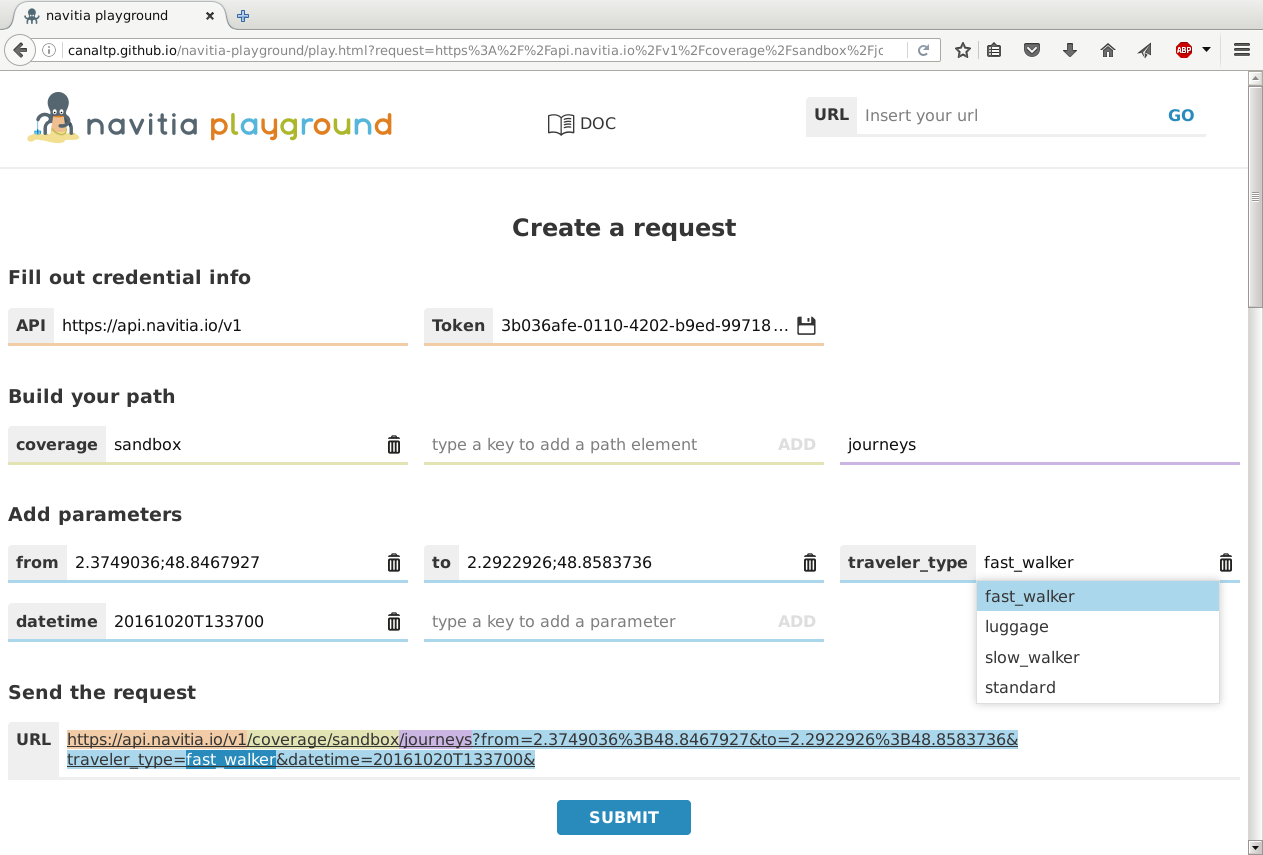 navitia playground
canaltp.github.io/navitia-playground/play.html?request=https%3A%2F%2Fapi.navitia.io%2Fv1%2Fcoverage%2Fsandbox%2Fjc
ABP
navitia playground
DOC
URL Insert your url GO
Create a request
Fill out credential info
API https://api.navitia.io/v1 Token 3b036afe-0110-4202-b9ed-99718…
Build your path
coverage sandbox type a key to add a path element ADD journeys
Add parameters
from 2.3749036;48.8467927 to 2.2922926;48.8583736 traveler_type fast_walker
fast_walker
luggage
slow_walker
standard
datetime 20161020T133700 type a key to add a parameter ADD
Send the request
URL https://api.navitia.io/v1/coverage/sandbox/journeys?from=2.3749036%3B48.8467927&to=2.2922926%3B48.8583736&
traveler_type=fast_walker&datetime=20161020T133700&
SUBMIT